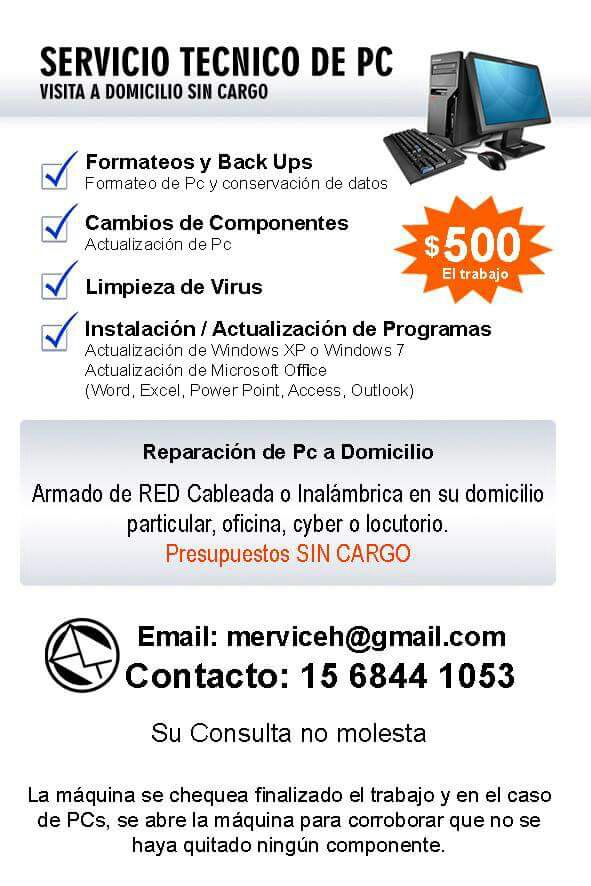 SERVICIO TECNICO DE PC
VISITA A DOMICILIO SIN CARGO
Formateos y Back Ups
Formateo de Pc y conservación de datos
Cambios de Componentes
Actualización de Pc
$500
El trabajo
Limpieza de Virus
Instalación / Actualización de Programas
Actualización de Windows XP o Windows 7
Actualización de Microsoft Office
(Word, Excel, Power Point, Access, Outlook)
Reparación de Pc a Domicilio
Armado de RED Cableada o Inalámbrica en su domicilio
particular, oficina, cyber o locutorio.
Presupuestos SIN CARGO
Email: merviceh@gmail.com
Contacto: 15 6844 1053
Su Consulta no molesta
La máquina se chequea finalizado el trabajo y en el caso
de PCs, se abre la máquina para corroborar que no se
haya quitado ningún componente.